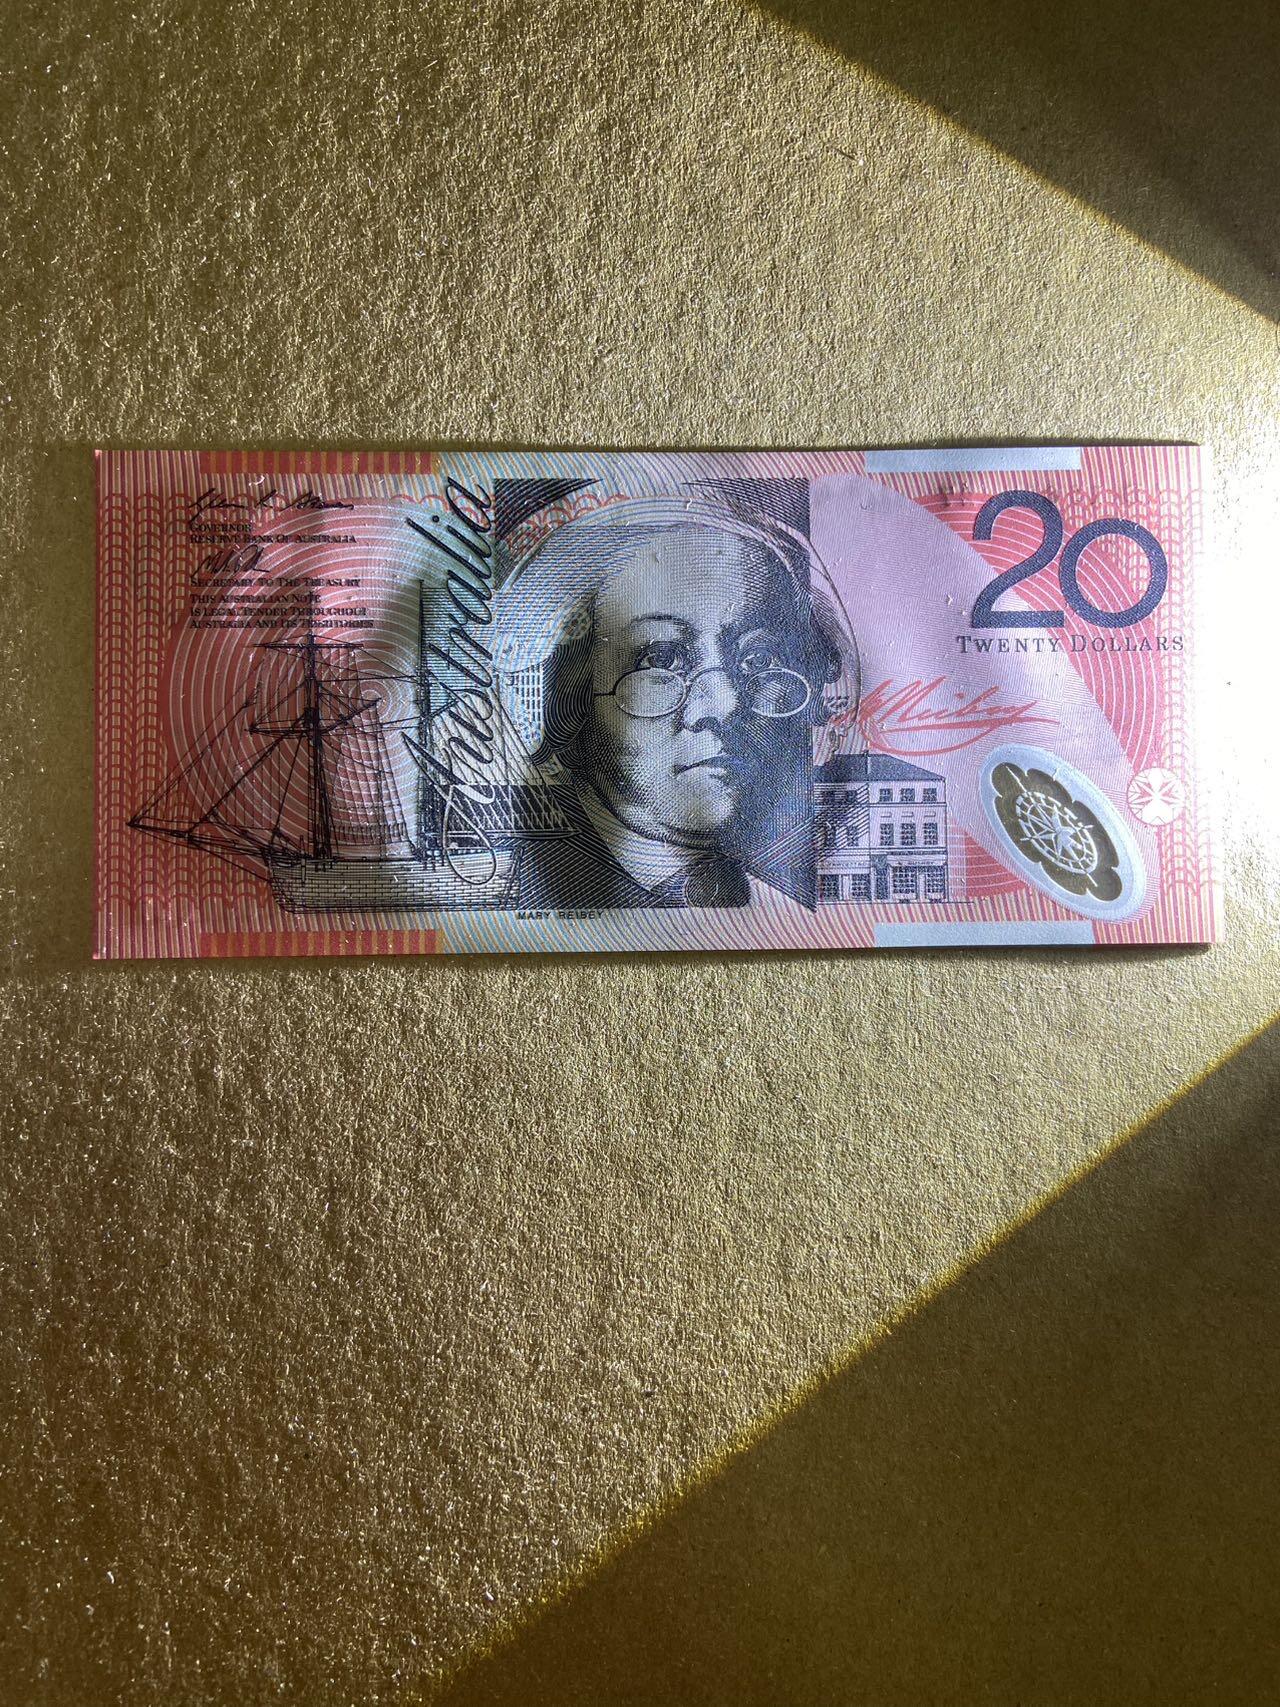 GOVERNOR
RESERVE BANK OF AUSTRALIA
SECRETARY TO THE TREASURY
THIS AUSTRALIAN NOTE
IS LEGAL TENDER THROUGHOUT
AUSTRALIA AND ITS TERRITORIES
Australia
MARY REIBEY
20
TWENTY DOLLARS
M Reibey